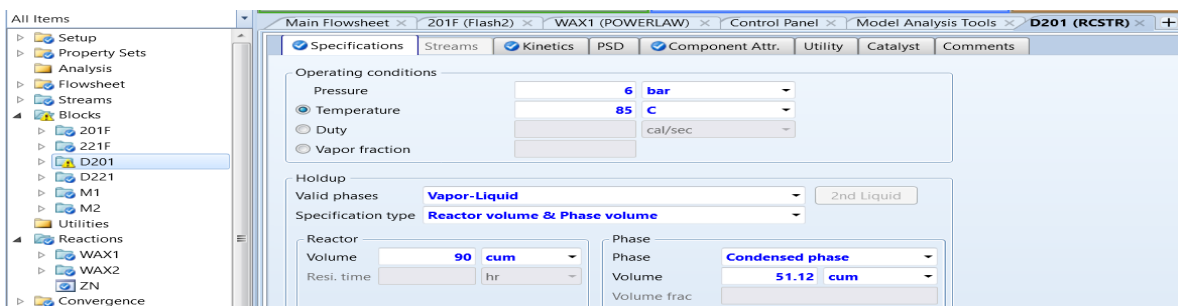 All Items
Setup
Property Sets
Analysis
Flowsheet
Streams
Blocks
201F
221F
D201
D221
M1
M2
Utilities
Reactions
WAX1
WAX2
ZN
Convergence
Main Flowsheet × 201F (Flash2) × WAX1 (POWERLAW) × Control Panel × Model Analysis Tools × D201 (RCSTR) × +
Specifications Streams Kinetics PSD Component Attr. Utility Catalyst Comments
Operating conditions
Pressure 6 bar
Temperature 85 C
Duty cal/sec
Vapor fraction
Holdup
Valid phases Vapor-Liquid 2nd Liquid
Specification type Reactor volume & Phase volume
Reactor
Volume 90 cum
Resi. time hr
Phase
Phase Condensed phase
Volume 51.12 cum
Volume frac